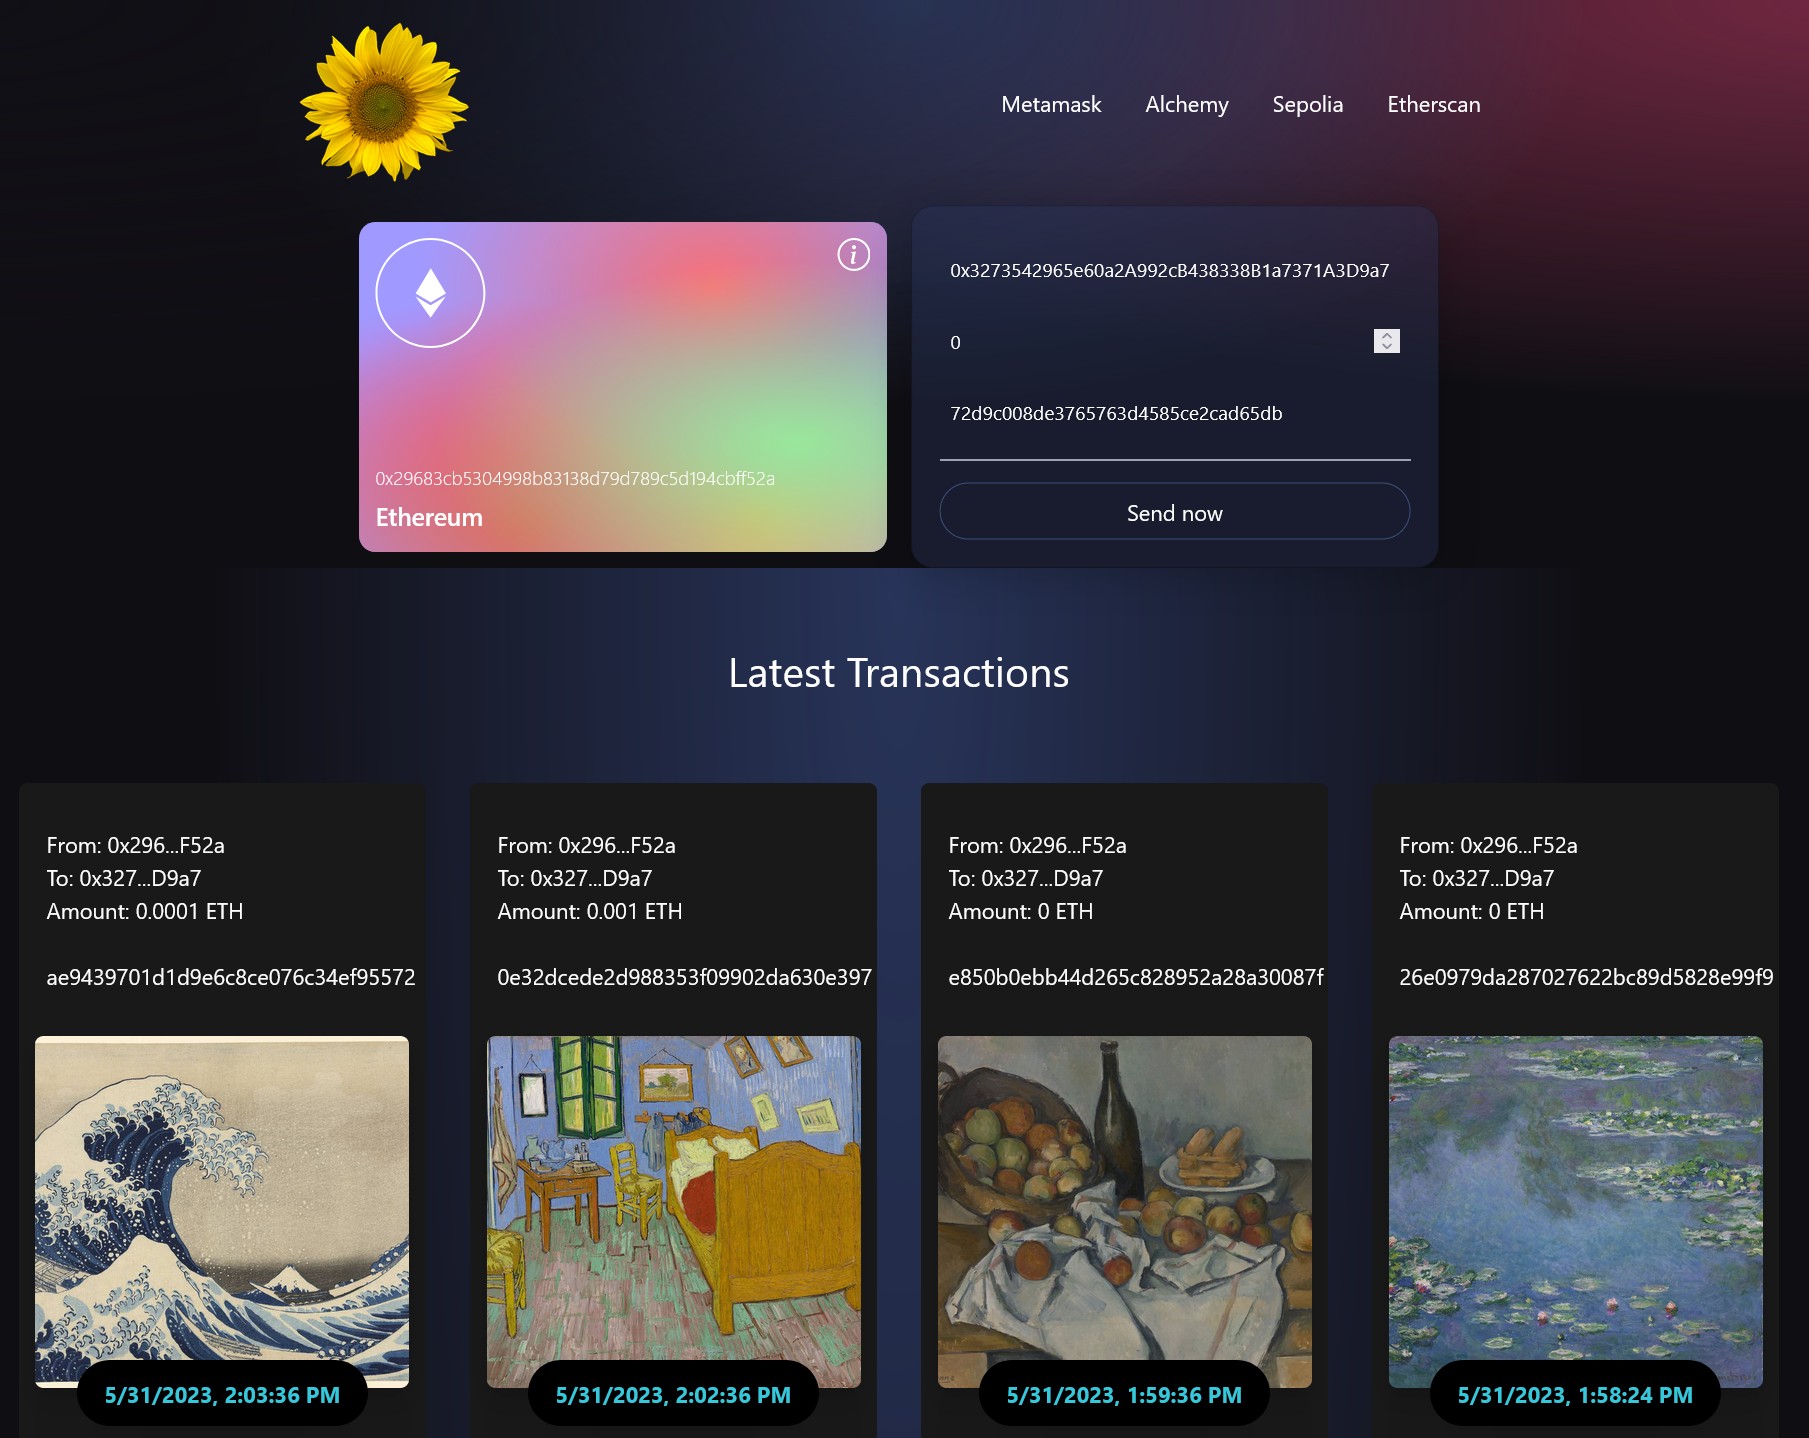 Metamask Alchemy Sepolia Etherscan
0x3273542965e60a2A992cB438338B1a7371A3D9a7
0
72d9c008de3765763d4585ce2cad65db
Send now
i
0x29683cb5304998b83138d79d789c5d194cbff52a
Ethereum
Latest Transactions
From: 0x296...F52a
To: 0x327...D9a7
Amount: 0.0001 ETH
ae9439701d1d9e6c8ce076c34ef95572
5/31/2023, 2:03:36 PM
From: 0x296...F52a
To: 0x327...D9a7
Amount: 0.001 ETH
0e32dcede2d988353f09902da630e397
5/31/2023, 2:02:36 PM
From: 0x296...F52a
To: 0x327...D9a7
Amount: 0 ETH
e850b0ebb44d265c828952a28a30087f
5/31/2023, 1:59:36 PM
From: 0x296...F52a
To: 0x327...D9a7
Amount: 0 ETH
26e0979da287027622bc89d5828e99f9
5/31/2023, 1:58:24 PM